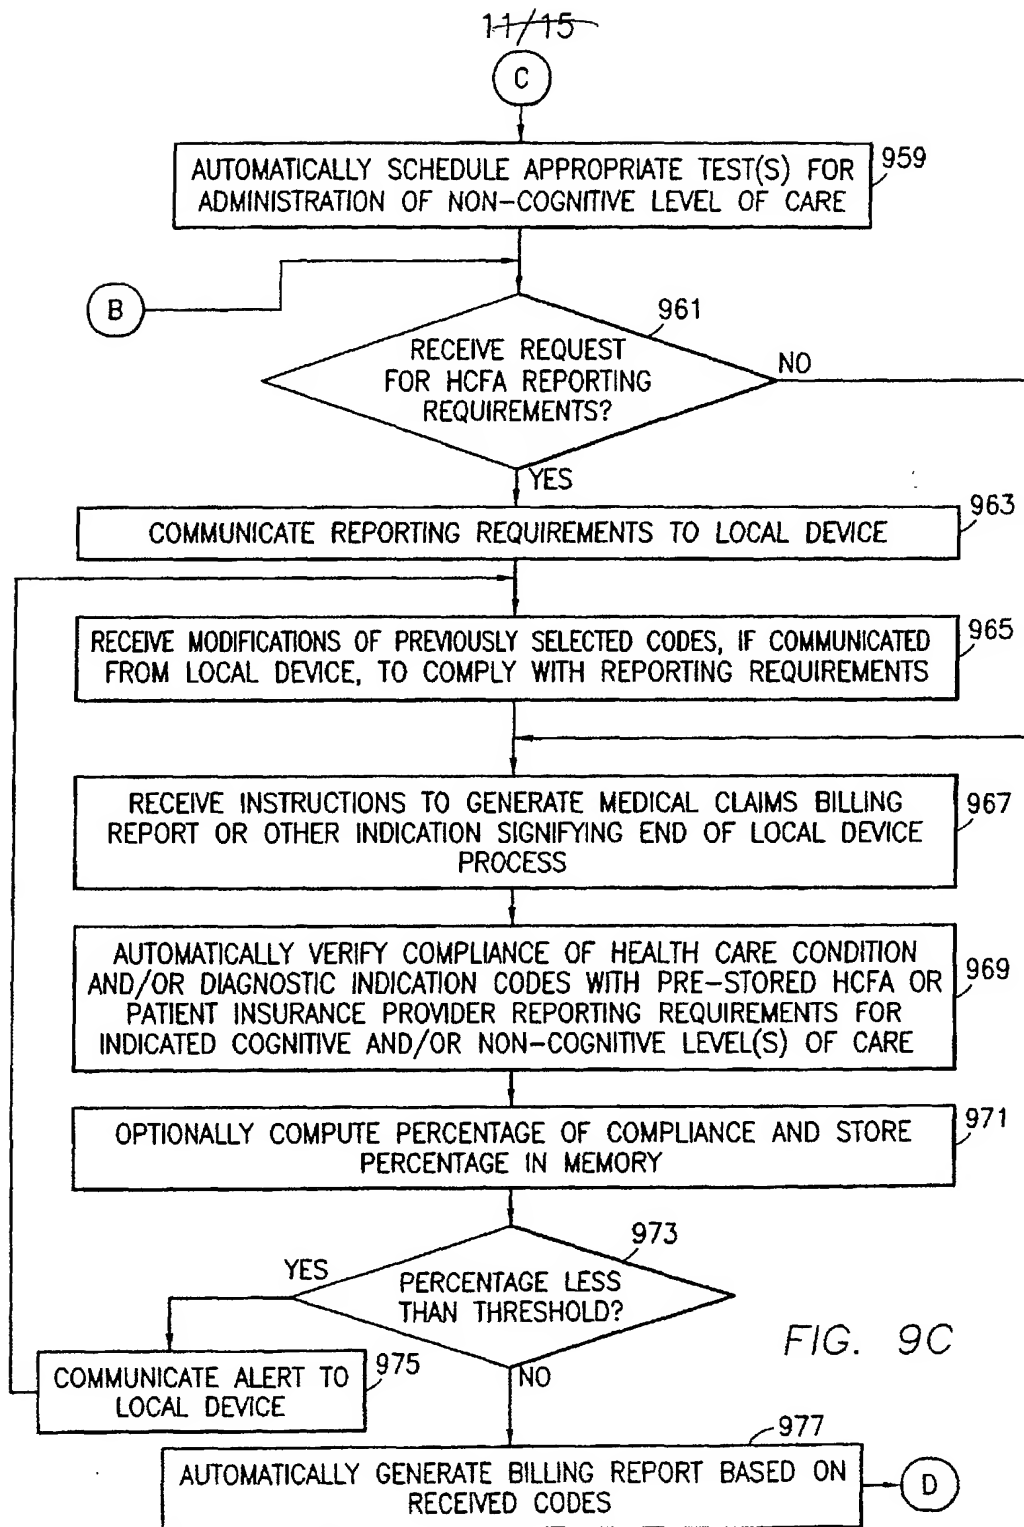 11/15
C
AUTOMATICALLY SCHEDULE APPROPRIATE TEST(S) FOR
ADMINISTRATION OF NON-COGNITIVE LEVEL OF CARE
959
B
961
RECEIVE REQUEST
FOR HCFA REPORTING
REQUIREMENTS?
NO
YES
963
COMMUNICATE REPORTING REQUIREMENTS TO LOCAL DEVICE
965
RECEIVE MODIFICATIONS OF PREVIOUSLY SELECTED CODES, IF COMMUNICATED
FROM LOCAL DEVICE, TO COMPLY WITH REPORTING REQUIREMENTS
RECEIVE INSTRUCTIONS TO GENERATE MEDICAL CLAIMS BILLING
REPORT OR OTHER INDICATION SIGNIFYING END OF LOCAL DEVICE
PROCESS
967
AUTOMATICALLY VERIFY COMPLIANCE OF HEALTH CARE CONDITION
AND/OR DIAGNOSTIC INDICATION CODES WITH PRE-STORED HCFA OR
PATIENT INSURANCE PROVIDER REPORTING REQUIREMENTS FOR
INDICATED COGNITIVE AND/OR NON-COGNITIVE LEVEL(S) OF CARE
969
OPTIONALLY COMPUTE PERCENTAGE OF COMPLIANCE AND STORE
PERCENTAGE IN MEMORY
971
973
YES
PERCENTAGE LESS
THAN THRESHOLD?
FIG. 9C
NO
COMMUNICATE ALERT TO
LOCAL DEVICE
975
977
AUTOMATICALLY GENERATE BILLING REPORT BASED ON
RECEIVED CODES
D